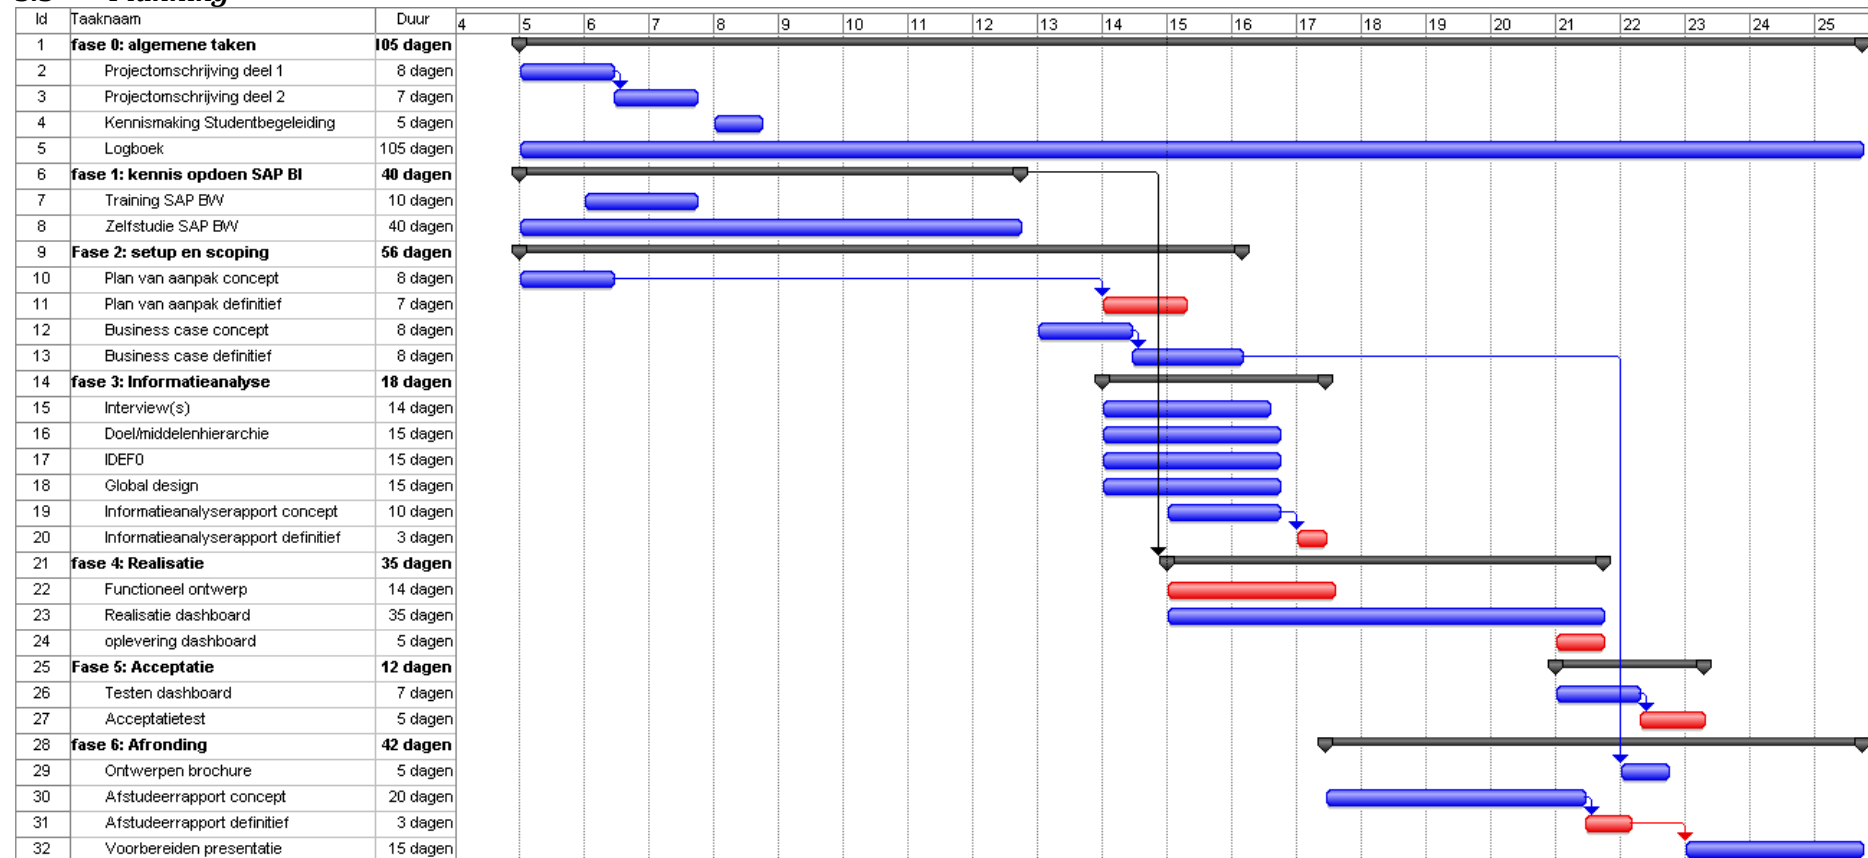 Id Taaknaam Duur 4 5 6 7 8 9 10 11 12 13 14 15 16 17 18 19 20 21 22 23 24 25
1 fase 0: algemene taken 105 dagen
2 Projectomschrijving deel 1 8 dagen
3 Projectomschrijving deel 2 7 dagen
4 Kennismaking Studentbegeleiding 5 dagen
5 Logboek 105 dagen
6 fase 1: kennis opdoen SAP BI 40 dagen
7 Training SAP BW 10 dagen
8 Zelfstudie SAP BW 40 dagen
9 Fase 2: setup en scoping 56 dagen
10 Plan van aanpak concept 8 dagen
11 Plan van aanpak definitief 7 dagen
12 Business case concept 8 dagen
13 Business case definitief 8 dagen
14 fase 3: Informatieanalyse 18 dagen
15 Interview(s) 14 dagen
16 Doel/middelenhierarchie 15 dagen
17 IDEF0 15 dagen
18 Global design 15 dagen
19 Informatieanalyserapport concept 10 dagen
20 Informatieanalyserapport definitief 3 dagen
21 fase 4: Realisatie 35 dagen
22 Functioneel ontwerp 14 dagen
23 Realisatie dashboard 35 dagen
24 oplevering dashboard 5 dagen
25 Fase 5: Acceptatie 12 dagen
26 Testen dashboard 7 dagen
27 Acceptatietest 5 dagen
28 fase 6: Afronding 42 dagen
29 Ontwerpen brochure 5 dagen
30 Afstudeerrapport concept 20 dagen
31 Afstudeerrapport definitief 3 dagen
32 Voorbereiden presentatie 15 dagen